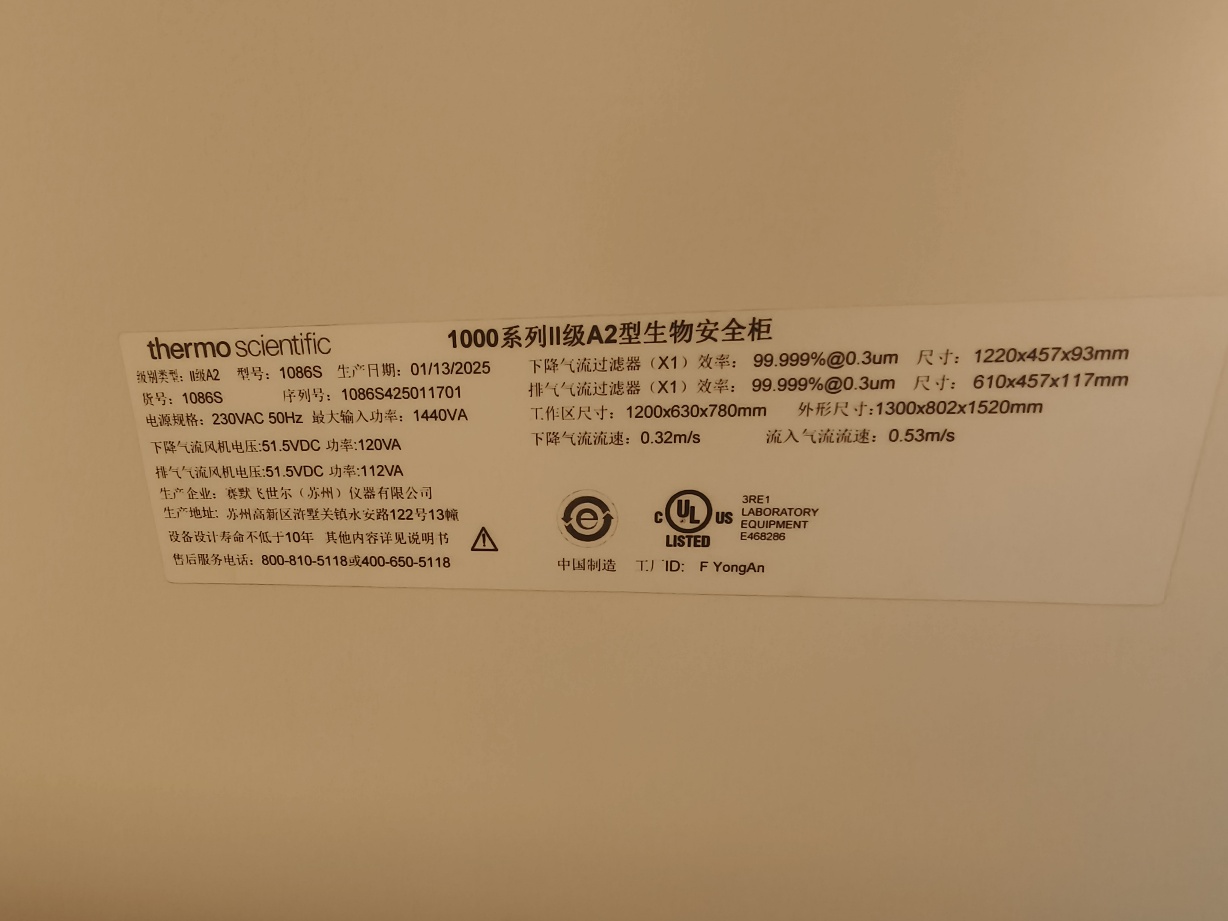 thermo scientific
1000系列II级A2型生物安全柜
级别类型: II级A2 型号: 1086S 生产日期: 01/13/2025
货号: 1086S 序列号: 1086S425011701
电源规格: 230VAC 50Hz 最大输入功率: 1440VA
下降气流风机电压:51.5VDC 功率:120VA
排气气流风机电压:51.5VDC 功率:112VA
生产企业: 赛默飞世尔（苏州）仪器有限公司
生产地址: 苏州高新区浒墅关镇永安路122号13幢
设备设计寿命不低于10年 其他内容详见说明书
售后服务电话: 800-810-5118或400-650-5118
下降气流过滤器（X1）效率: 99.999%@0.3um 尺寸: 1220x457x93mm
排气气流过滤器（X1）效率: 99.999%@0.3um 尺寸: 610x457x117mm
工作区尺寸: 1200x630x780mm 外形尺寸:1300x802x1520mm
下降气流流速: 0.32m/s 流入气流流速: 0.53m/s
e
C UL US
LISTED
3RE1
LABORATORY
EQUIPMENT
E468286
中国制造 工厂ID: F YongAn